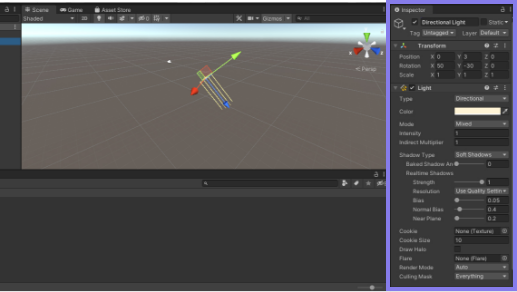 Scene Game Asset Store
Shaded 2D Gizmos
Persp
Inspector
Directional Light Static
Tag Untagged Layer Default
Transform
Position X 0 Y 3 Z 0
Rotation X 50 Y -30 Z 0
Scale X 1 Y 1 Z 1
Light
Type Directional
Color
Mode Mixed
Intensity 1
Indirect Multiplier 1
Shadow Type Soft Shadows
Baked Shadow An 0
Realtime Shadows
Strength 1
Resolution Use Quality Settin
Bias 0.05
Normal Bias 0.4
Near Plane 0.2
Cookie None (Texture)
Cookie Size 10
Draw Halo
Flare None (Flare)
Render Mode Auto
Culling Mask Everything